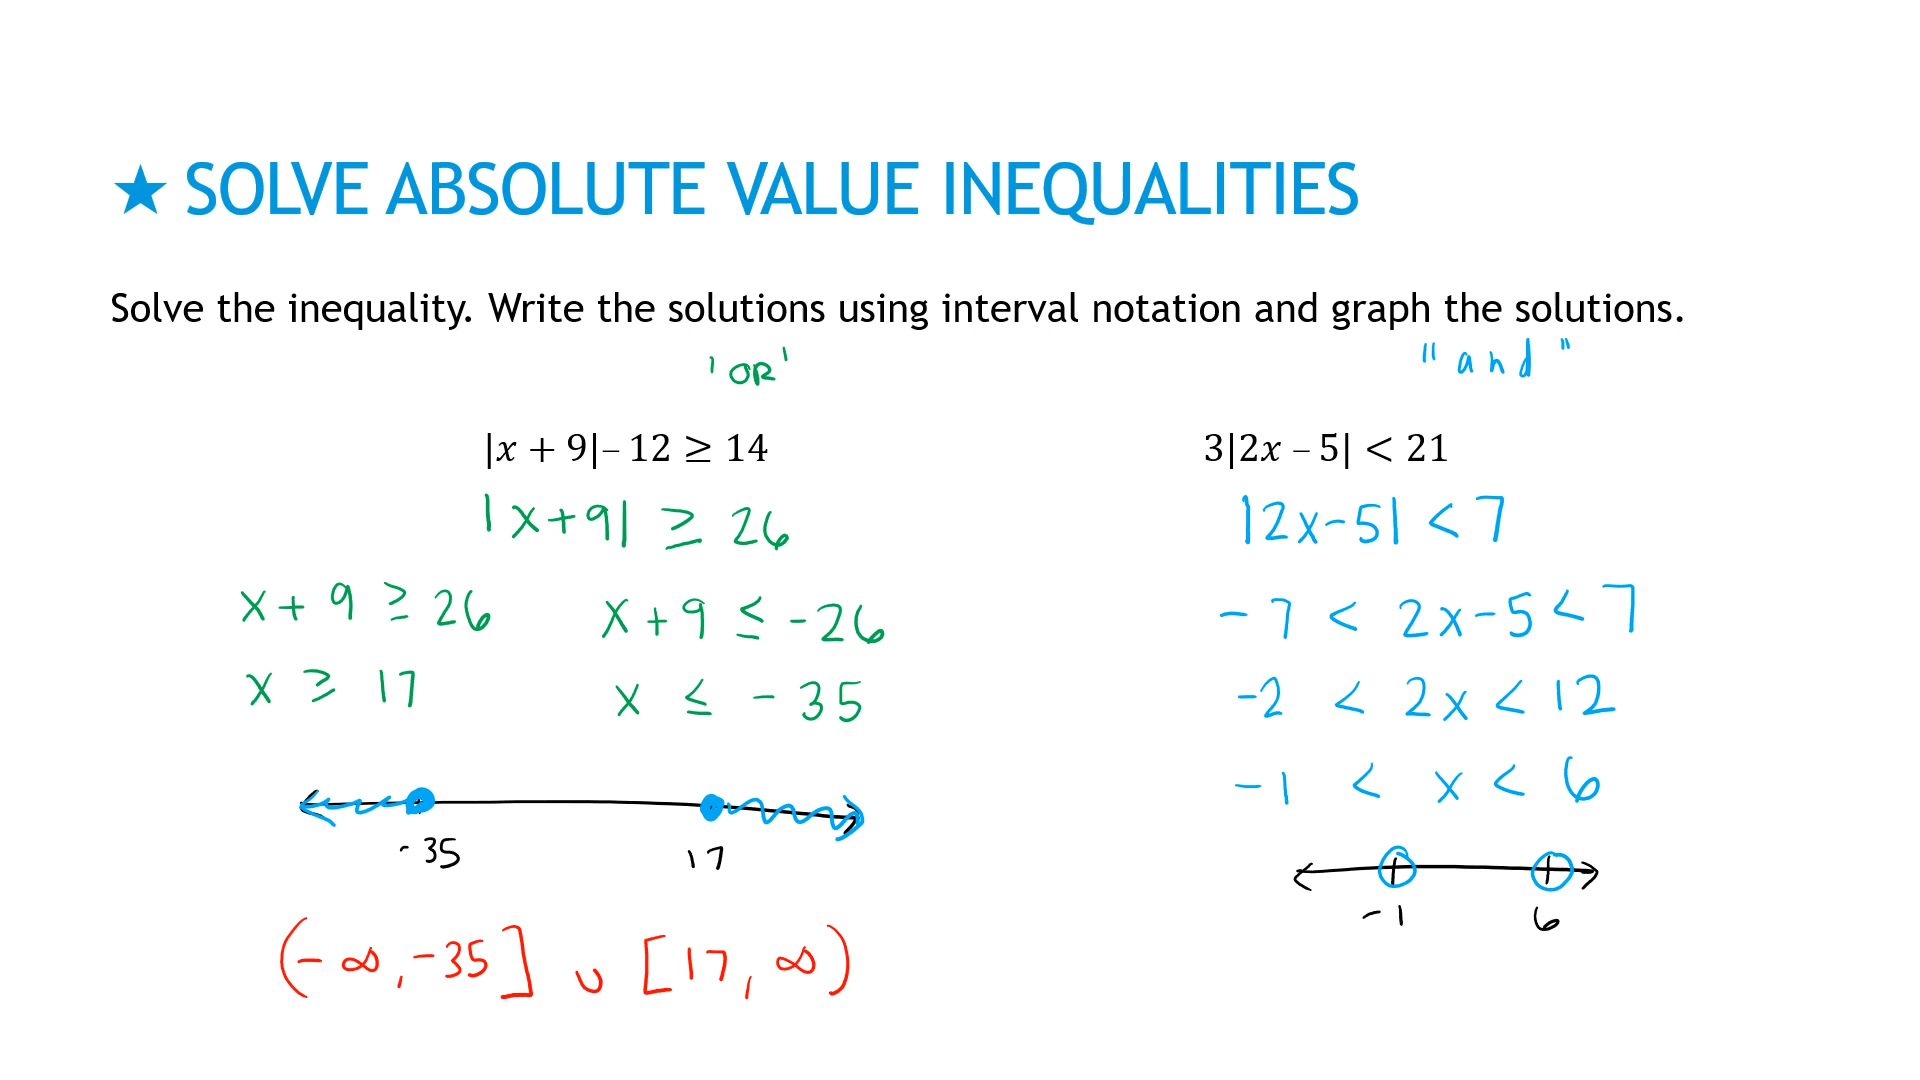 ★ SOLVE ABSOLUTE VALUE INEQUALITIES
Solve the inequality. Write the solutions using interval notation and graph the solutions.
'OR'
|x + 9|– 12 ≥ 14
|x+9| ≥ 26
x + 9 ≥ 26 x + 9 ≤ -26
x ≥ 17 x ≤ - 35
-35 17
(-∞, -35] ∪ [17, ∞)
"and"
3|2x – 5| < 21
|2x-5| < 7
-7 < 2x-5 < 7
-2 < 2x < 12
-1 < x < 6
-1 6